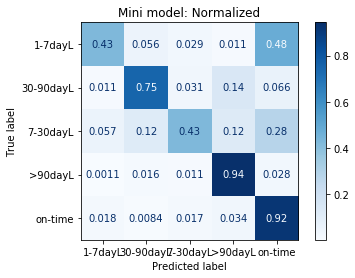 Mini model: Normalized
True label
1-7dayL 0.43 0.056 0.029 0.011 0.48
30-90dayL 0.011 0.75 0.031 0.14 0.066
7-30dayL 0.057 0.12 0.43 0.12 0.28
>90dayL 0.0011 0.016 0.011 0.94 0.028
on-time 0.018 0.0084 0.017 0.034 0.92
1-7dayL 30-90dayL 7-30dayL >90dayL on-time
Predicted label
0.8
0.6
0.4
0.2